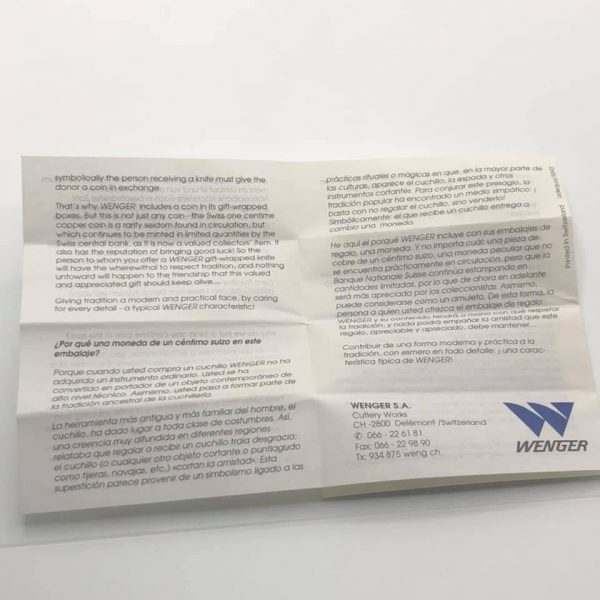 symbolically the person receiving a knife must give the
donor a coin in exchange.
That's why WENGER includes a coin in its gift-wrapped
boxes. But this is not just any coin - the Swiss one centime
copper coin is a rarity seldom found in circulation, but
which continues to be minted in limited quantities by the
Swiss central bank, as it is now a valued collectors' item. It
also has the reputation of bringing good luck! So the
person to whom you offer a WENGER gift-wrapped knife
will have the wherewithal to respect tradition, and nothing
untoward will happen to the friendship that this valued
and appreciated gift should keep alive....
Giving tradition a modern and practical face, by caring
for every detail - a typical WENGER characteristic!
¿Por qué una moneda de un céntimo suizo en este
embalaje?
Porque cuando usted compra un cuchillo WENGER no ha
adquirido un instrumento ordinario. Usted se ha
convertido en portador de un objeto contemporáneo de
alto nivel técnico. Asimismo, usted pasa a formar parte de
la tradición ancestral de la cuchillería.
La herramienta más antigua y más familiar del hombre, el
cuchillo, ha dado lugar a toda clase de costumbres. Así,
una creencia muy difundida en diferentes regiones
relataba que regalar o recibir un cuchillo traía desgracia;
el cuchillo (o cualquier otro objeto cortante o puntiagudo
como tijeras, navajas, etc.) «cortan la amistad». Esta
superstición parece provenir de un simbolismo ligado a las
prácticos rituales o mágicos en que, en la mayor parte de
las culturas, aparece el cuchillo, la espada y otros
instrumentos cortantes. Para conjurar este presagio, la
tradición popular ha encontrado un medio simpático: ¡
basta con no regalar el cuchillo, sino venderlo!
Simbólicamente: el que recibe un cuchillo entrega a
cambio una moneda.
He aquí el porqué WENGER incluye con sus embalajes de
regalo, una moneda. Y no importa cuál: una pieza de
cobre de un céntimo suizo, una moneda peculiar que no
se encuentra prácticamente en circulación, pero que la
Banque Nationale Suisse continúa estampando en
cantidades limitadas, por lo que de ahora en adelante
será más apreciada por los coleccionistas. Asimismo,
puede considerarse como un amuleto. De esta forma, la
persona a quien usted ofrezca el embalaje de regalo
WENGER y su contenido tendrá a mano con qué respetar
la tradición, y nada podrá empañar la amistad que este
regalo, apreciable y apreciado, debe mantener...
Contribuir de una forma moderna y práctica a la
tradición, con esmero en todo detalle: ¡ una carac-
terística típica de WENGER!
WENGER S.A.
Cutlery Works
CH -2800 Delémont /Switzerland
✆ 066 - 22 61 81
Fax: 066 - 22 98 90
Tx: 934 875 weng ch
WENGER
Printed in Switzerland